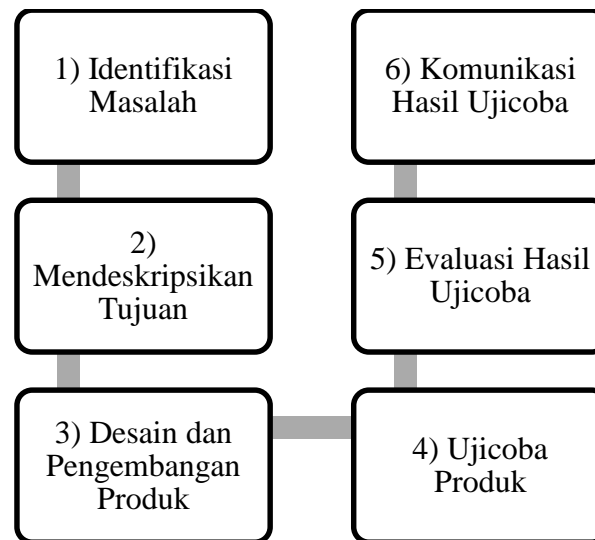 1) Identifikasi
Masalah
2)
Mendeskripsikan
Tujuan
3) Desain dan
Pengembangan
Produk
4) Ujicoba
Produk
5) Evaluasi Hasil
Ujicoba
6) Komunikasi
Hasil Ujicoba